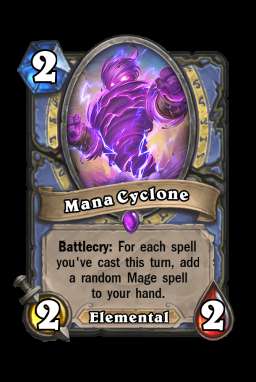 2
Mana Cyclone
Battlecry: For each spell
you've cast this turn, add
a random Mage spell
to your hand.
2
Elemental
2